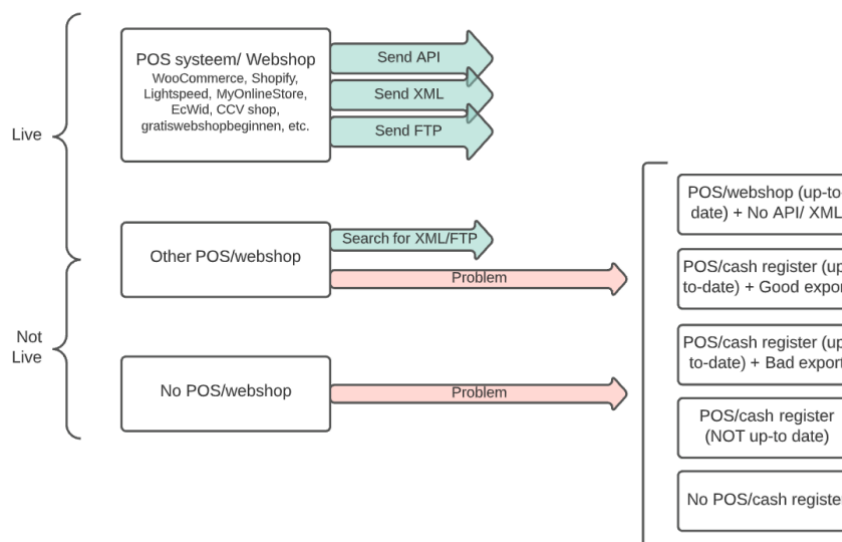 Live
POS systeem/ Webshop
WooCommerce, Shopify,
Lightspeed, MyOnlineStore,
EcWid, CCV shop,
gratiswebshopbeginnen, etc.
Send API
Send XML
Send FTP
Other POS/webshop
Search for XML/FTP
Problem
Not
Live
No POS/webshop
Problem
POS/webshop (up-to-
date) + No API/ XML
POS/cash register (up-
to-date) + Good export
POS/cash register (up-
to-date) + Bad export
POS/cash register
(NOT up-to date)
No POS/cash register